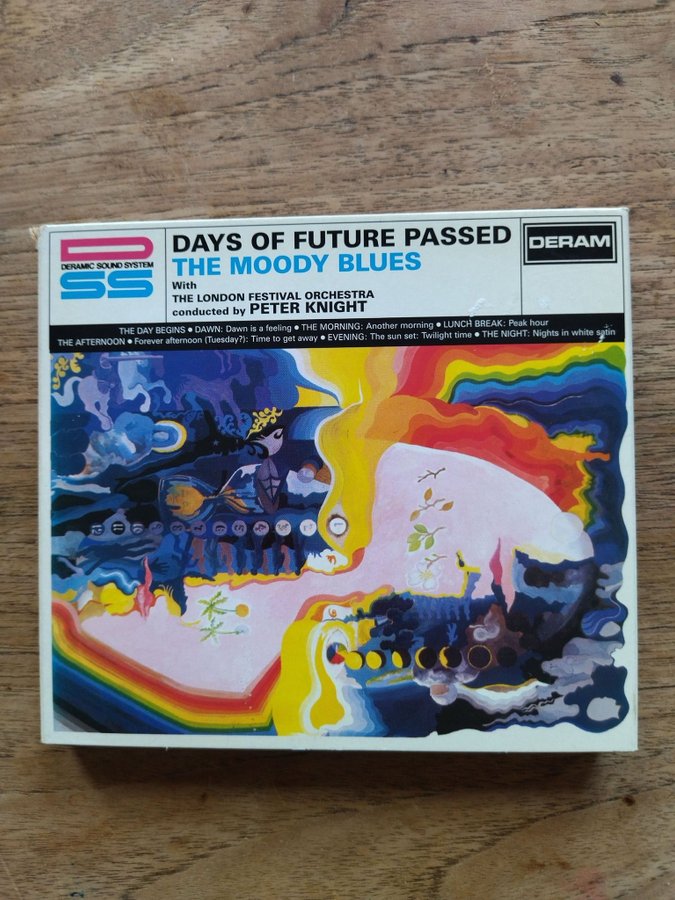 D
DERAMIC SOUND SYSTEM
SS
DAYS OF FUTURE PASSED
THE MOODY BLUES
With
THE LONDON FESTIVAL ORCHESTRA
conducted by PETER KNIGHT
DERAM
THE DAY BEGINS ● DAWN: Dawn is a feeling ● THE MORNING: Another morning ● LUNCH BREAK: Peak hour
THE AFTERNOON ● Forever afternoon (Tuesday?): Time to get away ● EVENING: The sun set: Twilight time ● THE NIGHT: Nights in white satin